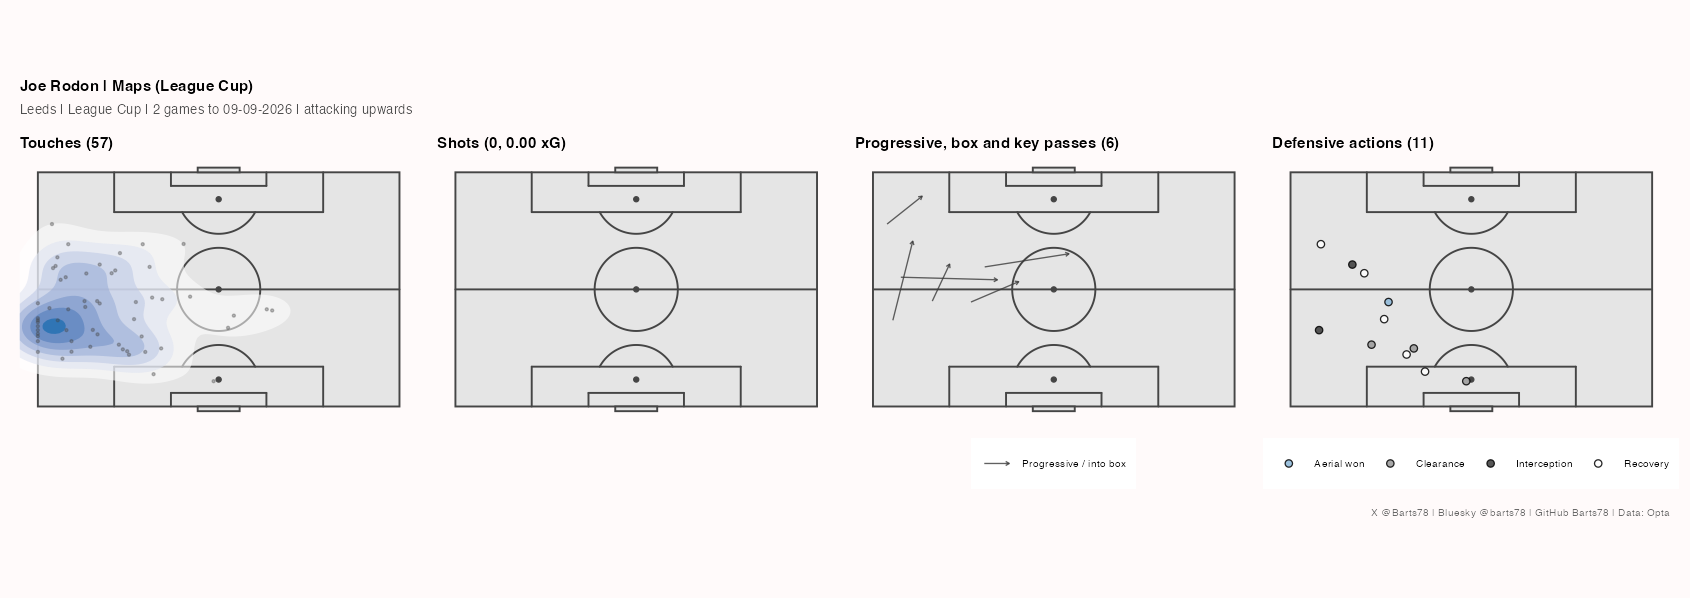 Joe Rodon | Maps (League Cup)
Leeds | League Cup | 2 games to 09-09-2026 | attacking upwards
Touches (57)
Shots (0, 0.00 xG)
Progressive, box and key passes (6)
Defensive actions (11)
Progressive / into box
Aerial won
Clearance
Interception
Recovery
X @Barts78 | Bluesky @barts78 | GitHub Barts78 | Data: Opta